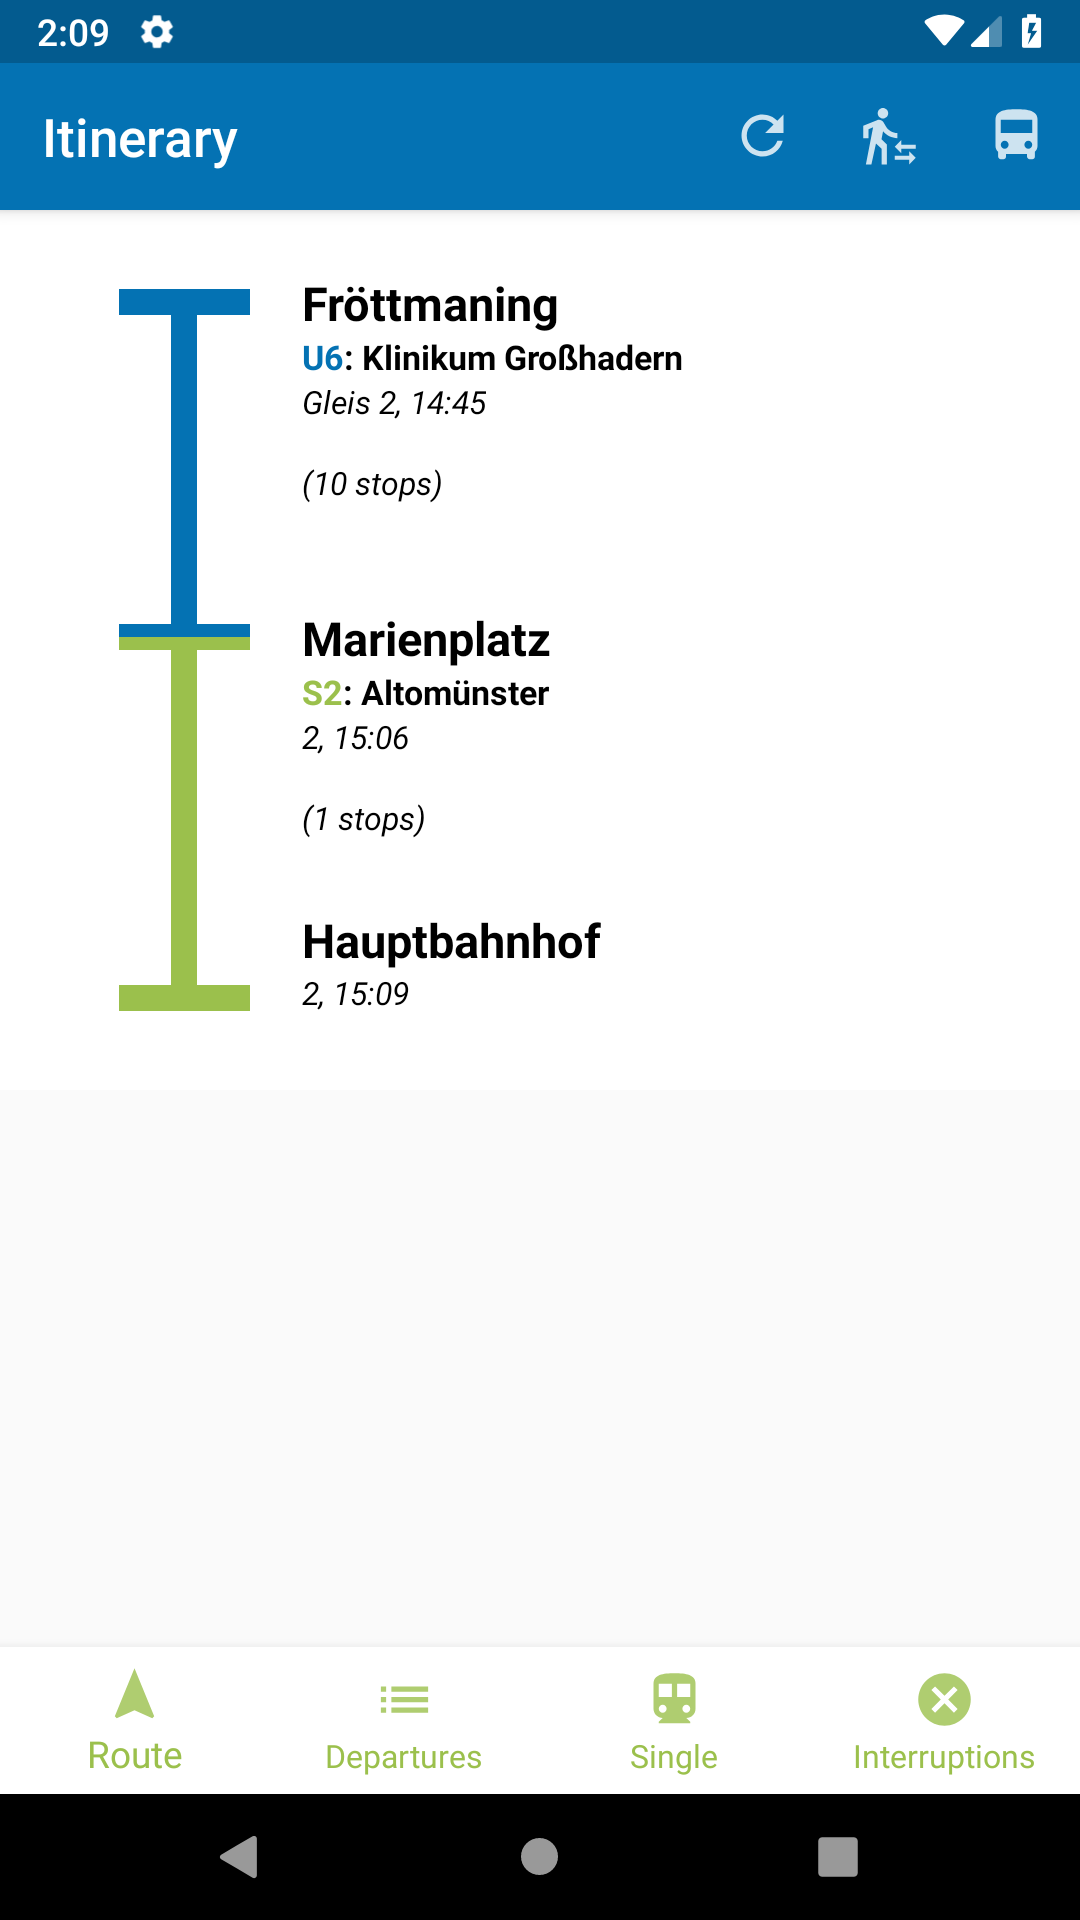 2:09
Itinerary
Fröttmaning
U6: Klinikum Großhadern
Gleis 2, 14:45
(10 stops)
Marienplatz
S2: Altomünster
2, 15:06
(1 stops)
Hauptbahnhof
2, 15:09
Route
Departures
Single
Interruptions